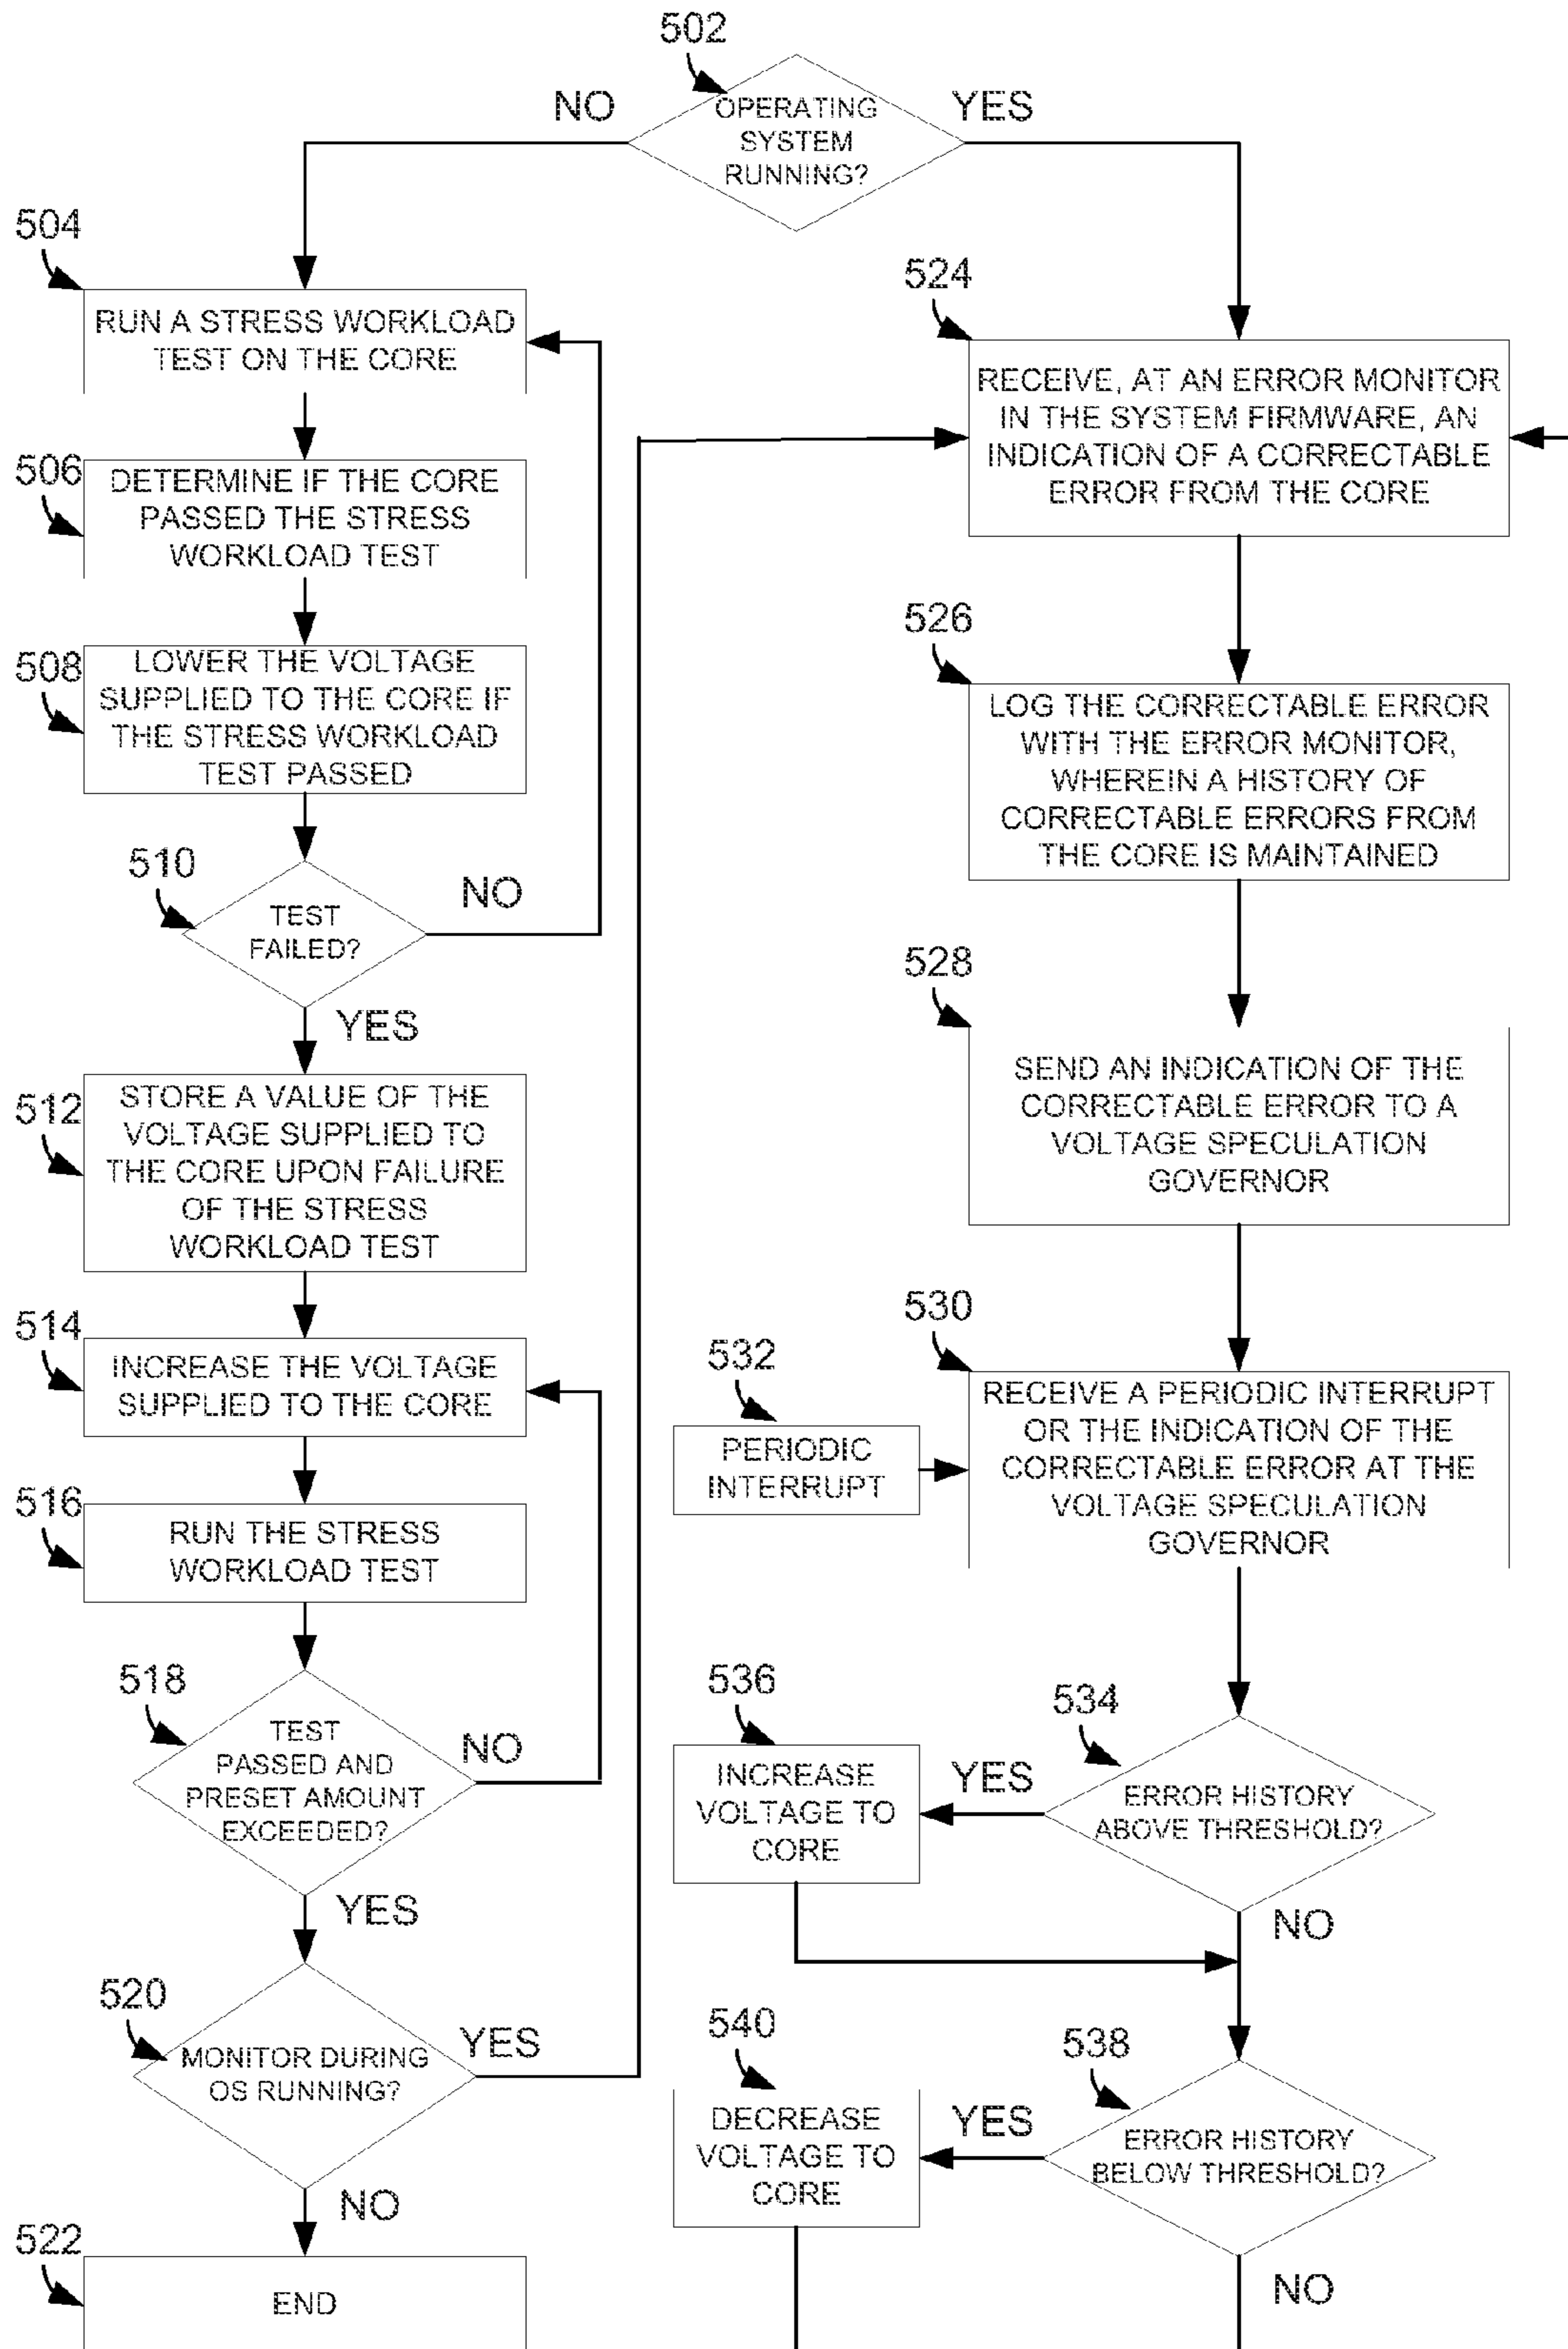 502
NO
OPERATING
SYSTEM
RUNNING?
YES
504
RUN A STRESS WORKLOAD
TEST ON THE CORE
506
DETERMINE IF THE CORE
PASSED THE STRESS
WORKLOAD TEST
508
LOWER THE VOLTAGE
SUPPLIED TO THE CORE IF
THE STRESS WORKLOAD
TEST PASSED
510
TEST
FAILED?
NO
YES
512
STORE A VALUE OF THE
VOLTAGE SUPPLIED TO
THE CORE UPON FAILURE
OF THE STRESS
WORKLOAD TEST
514
INCREASE THE VOLTAGE
SUPPLIED TO THE CORE
516
RUN THE STRESS
WORKLOAD TEST
518
TEST
PASSED AND
PRESET AMOUNT
EXCEEDED?
NO
YES
520
MONITOR DURING
OS RUNNING?
YES
NO
522
END
524
RECEIVE, AT AN ERROR MONITOR
IN THE SYSTEM FIRMWARE, AN
INDICATION OF A CORRECTABLE
ERROR FROM THE CORE
526
LOG THE CORRECTABLE ERROR
WITH THE ERROR MONITOR,
WHEREIN A HISTORY OF
CORRECTABLE ERRORS FROM
THE CORE IS MAINTAINED
528
SEND AN INDICATION OF THE
CORRECTABLE ERROR TO A
VOLTAGE SPECULATION
GOVERNOR
530
RECEIVE A PERIODIC INTERRUPT
OR THE INDICATION OF THE
CORRECTABLE ERROR AT THE
VOLTAGE SPECULATION
GOVERNOR
532
PERIODIC
INTERRUPT
534
ERROR HISTORY
ABOVE THRESHOLD?
YES
NO
536
INCREASE
VOLTAGE TO
CORE
538
ERROR HISTORY
BELOW THRESHOLD?
YES
NO
540
DECREASE
VOLTAGE TO
CORE